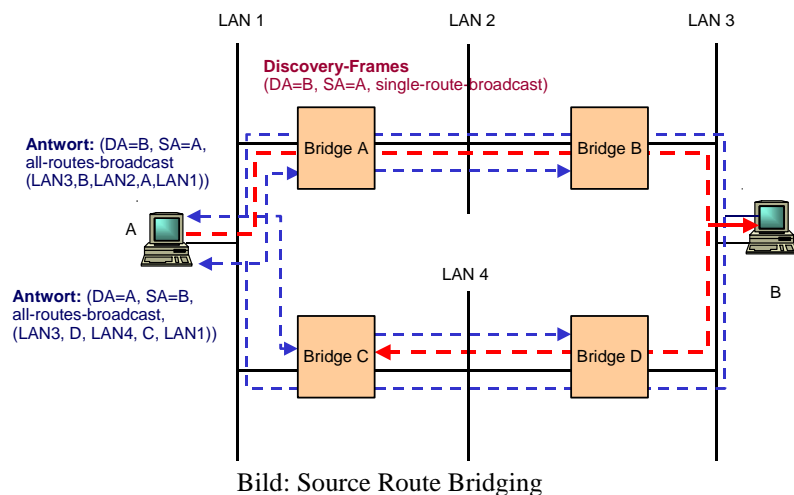 LAN 1
LAN 2
LAN 3
Discovery-Frames
(DA=B, SA=A, single-route-broadcast)
Antwort: (DA=B, SA=A,
all-routes-broadcast
(LAN3,B,LAN2,A,LAN1))
Bridge A
Bridge B
A
B
LAN 4
Antwort: (DA=A, SA=B,
all-routes-broadcast,
(LAN3, D, LAN4, C, LAN1))
Bridge C
Bridge D
Bild: Source Route Bridging